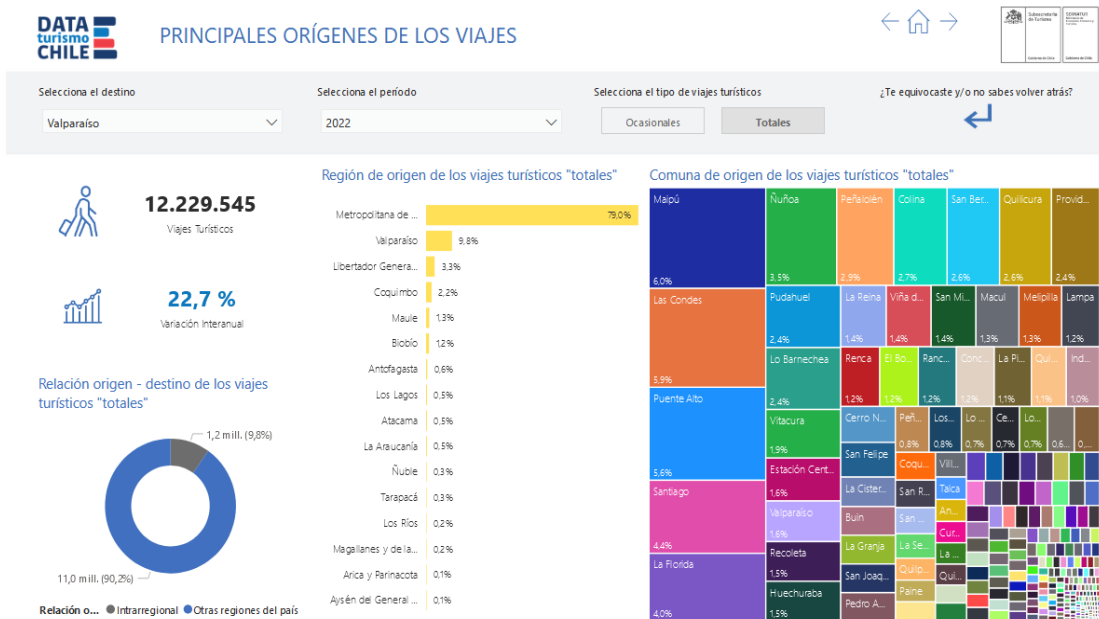 DATA
turismo
CHILE
PRINCIPALES ORÍGENES DE LOS VIAJES
Subsecretaría
de Turismo
SERNATUR
Gobierno de Chile
Gobierno de Chile
Selecciona el destino
Selecciona el período
Selecciona el tipo de viajes turísticos
¿Te equivocaste y/o no sabes volver atrás?
Valparaíso
2022
Ocasionales
Totales
12.229.545
Viajes Turísticos
22,7 %
Variación Interanual
Relación origen - destino de los viajes
turísticos "totales"
1,2 mill. (9,8%)
11,0 mill. (90,2%)
Relación o... Intrarregional Otras regiones del país
Región de origen de los viajes turísticos "totales"
Metropolitana de ... 79,0%
Valparaíso 9,8%
Libertador Genera... 3,3%
Coquimbo 2,2%
Maule 1,3%
Biobío 1,2%
Antofagasta 0,6%
Los Lagos 0,5%
Atacama 0,5%
La Araucanía 0,5%
Ñuble 0,3%
Tarapacá 0,3%
Los Ríos 0,2%
Magallanes y de la... 0,2%
Arica y Parinacota 0,1%
Aysén del General ... 0,1%
Comuna de origen de los viajes turísticos "totales"
Maipú
6,0%
Las Condes
5,9%
Puente Alto
5,6%
Santiago
4,4%
La Florida
4,0%
Ñuñoa
3,5%
Peñalolén
2,9%
Colina
2,7%
San Ber...
2,6%
Quilicura
2,6%
Provid...
2,4%
Pudahuel
2,4%
Lo Barnechea
2,4%
Vitacura
1,9%
Estación Cent...
1,6%
Valparaíso
1,6%
Recoleta
1,5%
Huechuraba
1,5%
La Reina
1,4%
Viña d...
1,4%
San Mi...
1,4%
Macul
1,3%
Melipilla
1,3%
Lampa
1,2%
Renca
1,2%
El Bo...
1,2%
Ranc...
1,2%
Conc...
1,2%
La Pi...
1,1%
Qui...
1,1%
Ind...
1,0%
Cerro N...
San Felipe
La Cister...
Buin
La Granja
San Joaq...
Pedro A...
Peñ...
0,8%
Los...
0,8%
Lo ...
0,7%
Ce...
0,7%
Lo...
0,7%
0,6...
0,...
Coqu...
San R...
San ...
La Se...
Quilp...
Paine
Vill...
Talca
An...
Cur...
La ...
Qui...